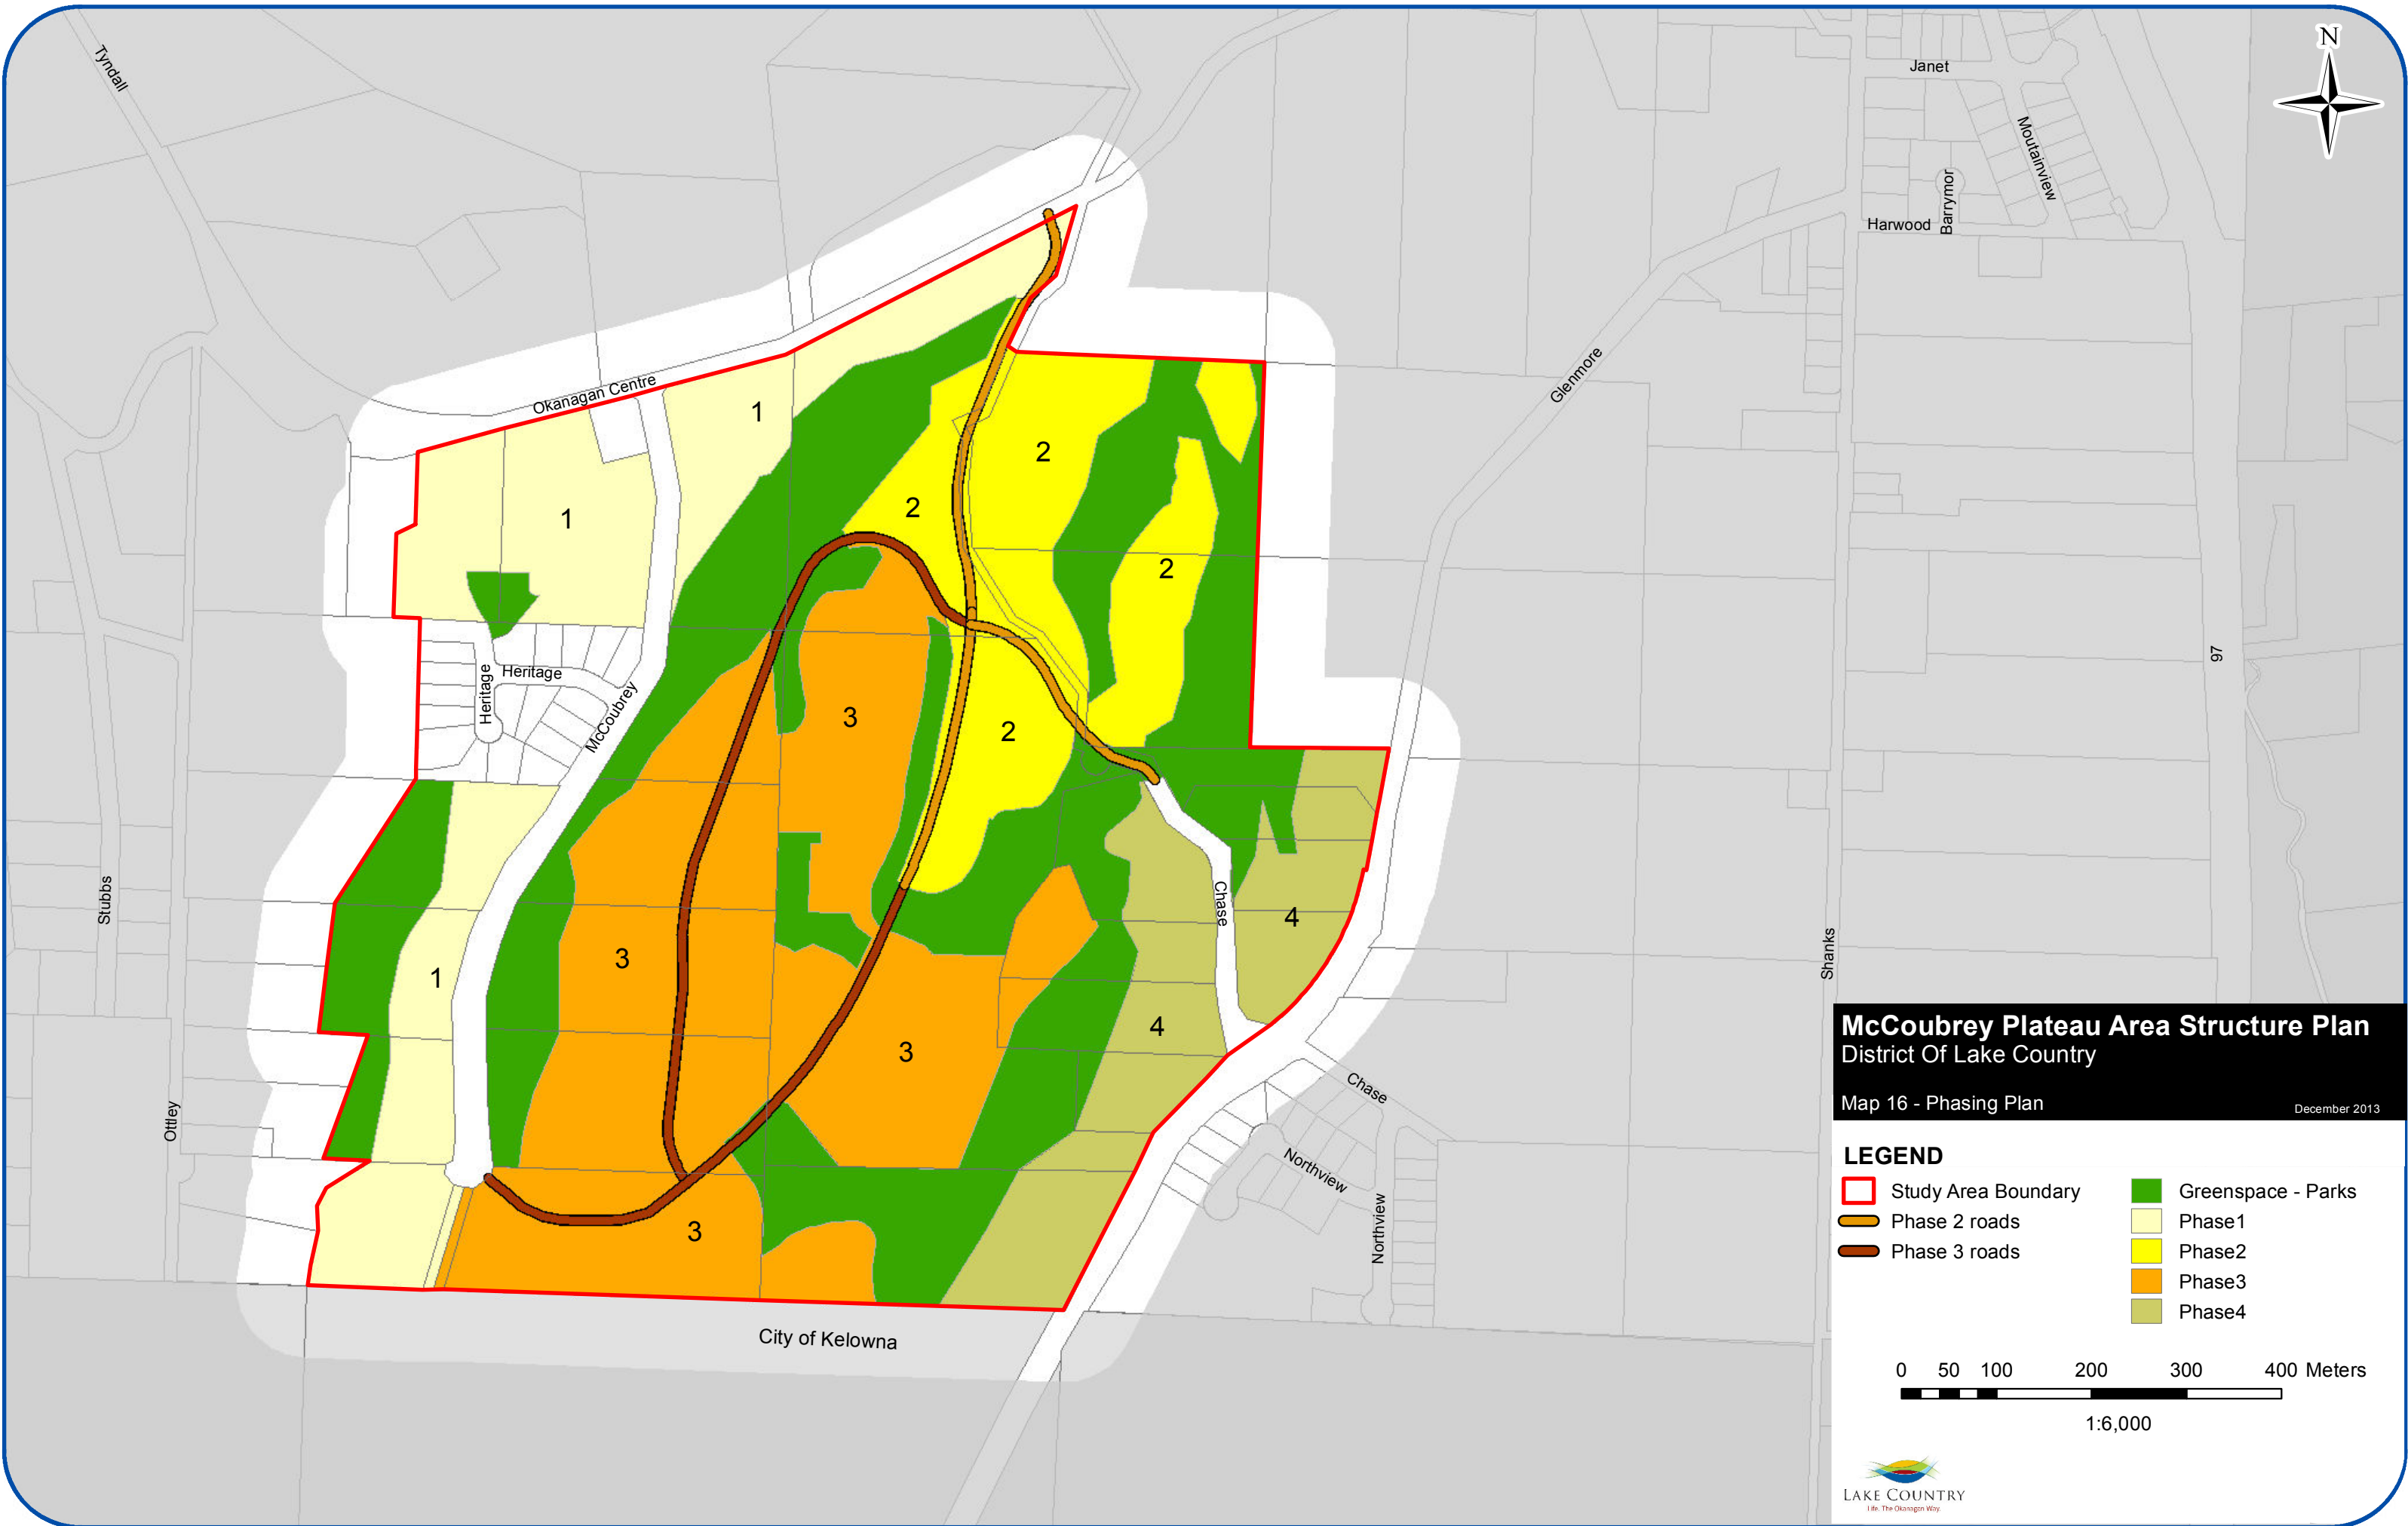 N
Tyndall
Janet
Moutainview
Barrymor
Harwood
Glenmore
Okanagan Centre
1
2
1
2
2
Heritage
Heritage
McCoubrey
97
3
2
Stubbs
Chase
4
3
1
Shanks
4
3
Chase
Ottley
Northview
Northview
3
City of Kelowna
McCoubrey Plateau Area Structure Plan
District Of Lake Country
Map 16 - Phasing Plan
December 2013
LEGEND
Study Area Boundary
Phase 2 roads
Phase 3 roads
Greenspace - Parks
Phase1
Phase2
Phase3
Phase4
0 50 100 200 300 400 Meters
1:6,000
LAKE COUNTRY
Life. The Okanagan Way.